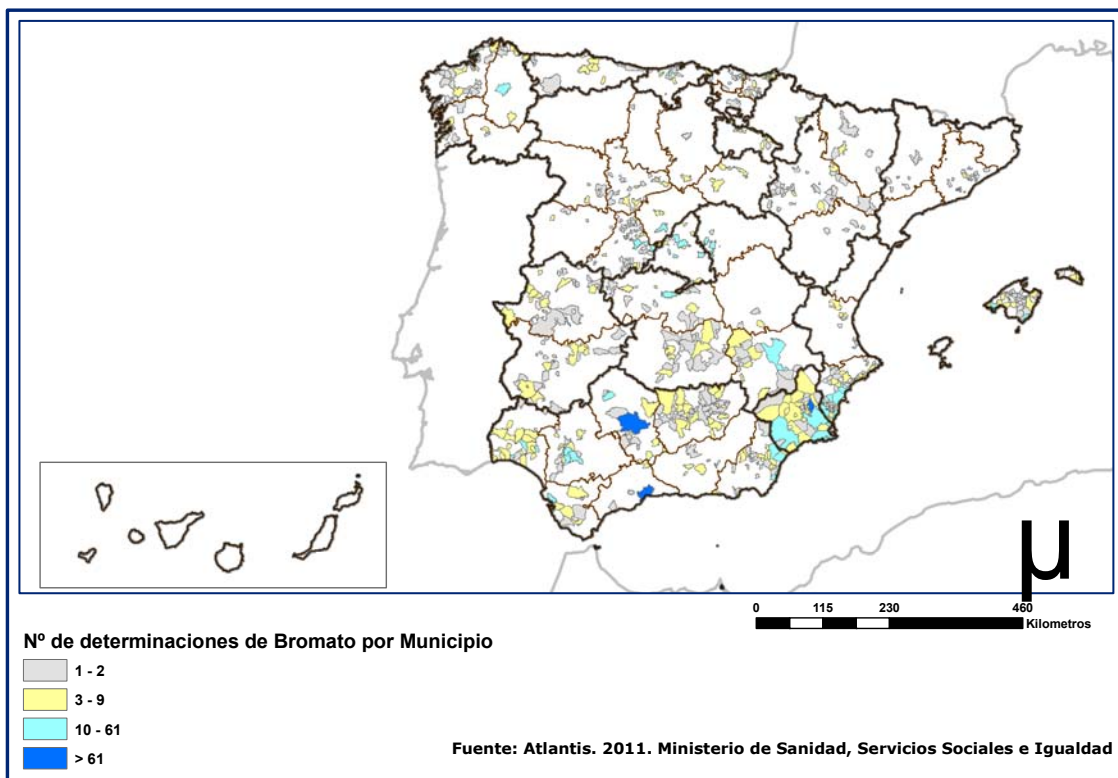 µ
0 115 230 460
Kilometros
Nº de determinaciones de Bromato por Municipio
1 - 2
3 - 9
10 - 61
> 61
Fuente: Atlantis. 2011. Ministerio de Sanidad, Servicios Sociales e Igualdad